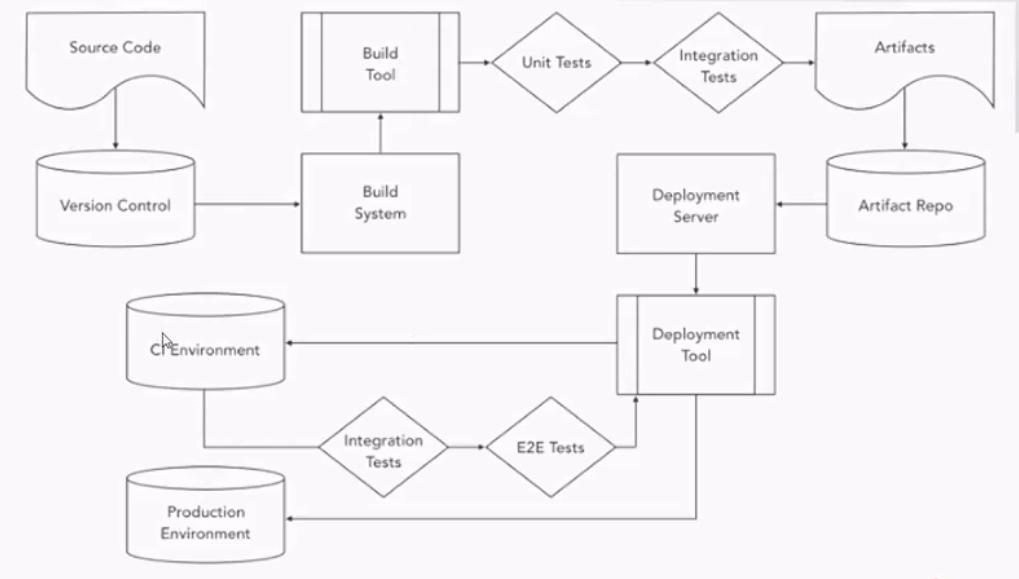 Source Code
Build
Tool
Unit Tests
Integration
Tests
Artifacts
Version Control
Build
System
Deployment
Server
Artifact Repo
CI Environment
Deployment
Tool
Integration
Tests
E2E Tests
Production
Environment